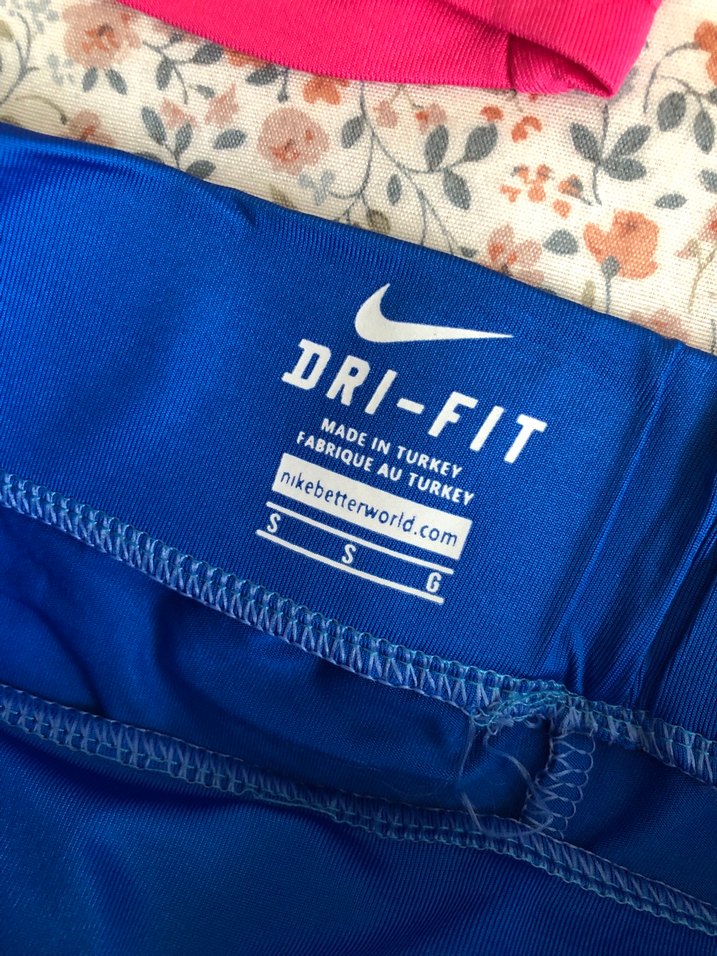 DRI-FIT
MADE IN TURKEY
FABRIQUE AU TURKEY
nikebetterworld.com
S S G